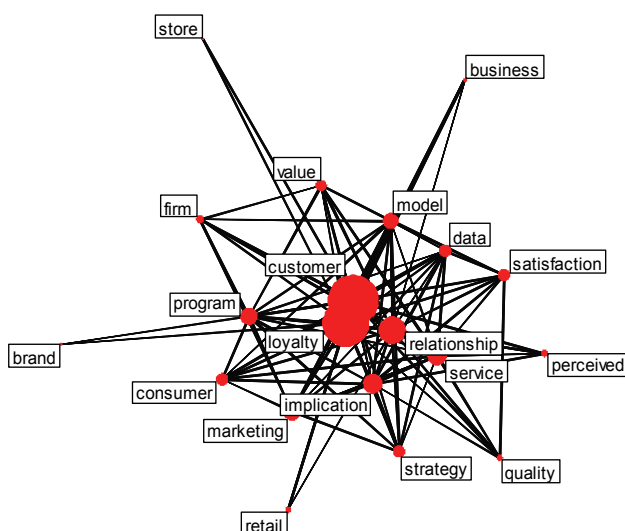 store
business
value
model
firm
data
customer
satisfaction
program
loyalty
relationship
brand
perceived
service
consumer
implication
marketing
strategy
quality
retail